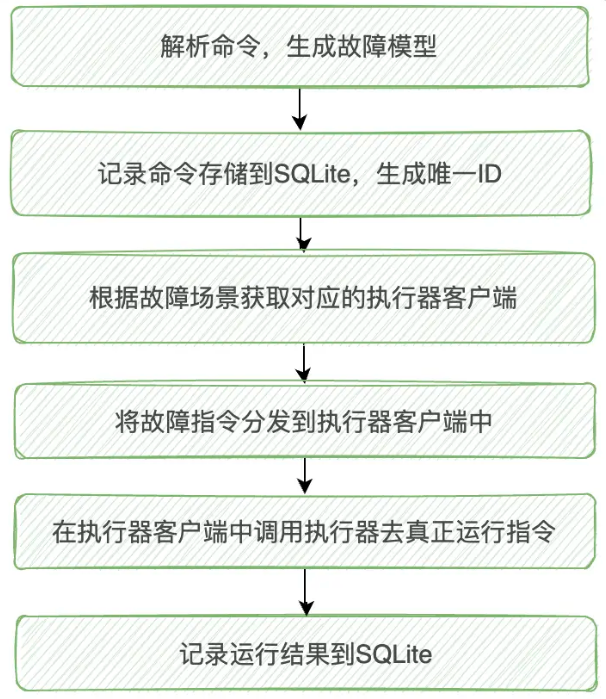 解析命令，生成故障模型
记录命令存储到SQLite，生成唯一ID
根据故障场景获取对应的执行器客户端
将故障指令分发到执行器客户端中
在执行器客户端中调用执行器去真正运行指令
记录运行结果到SQLite